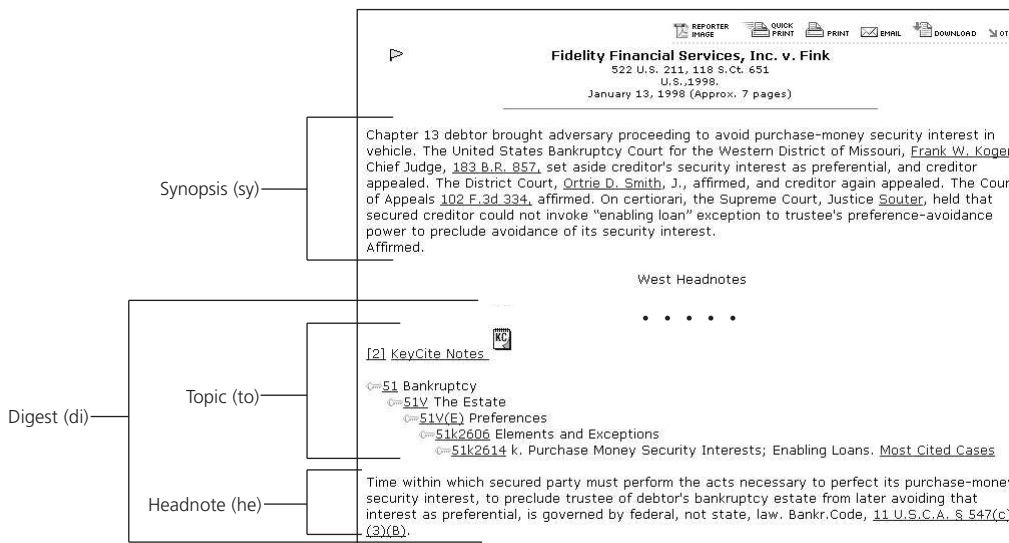 REPORTER IMAGE QUICK PRINT PRINT EMAIL DOWNLOAD OT
Fidelity Financial Services, Inc. v. Fink
522 U.S. 211, 118 S.Ct. 651
U.S.,1998.
January 13, 1998 (Approx. 7 pages)
Synopsis (sy)
Chapter 13 debtor brought adversary proceeding to avoid purchase-money security interest in
vehicle. The United States Bankruptcy Court for the Western District of Missouri, Frank W. Koger
Chief Judge, 183 B.R. 857, set aside creditor's security interest as preferential, and creditor
appealed. The District Court, Ortrie D. Smith, J., affirmed, and creditor again appealed. The Cour
of Appeals 102 F.3d 334, affirmed. On certiorari, the Supreme Court, Justice Souter, held that
secured creditor could not invoke “enabling loan” exception to trustee's preference-avoidance
power to preclude avoidance of its security interest.
Affirmed.
West Headnotes
• • • • •
Digest (di)
Topic (to)
KC
[2] KeyCite Notes
51 Bankruptcy
51V The Estate
51V(E) Preferences
51k2606 Elements and Exceptions
51k2614 k. Purchase Money Security Interests; Enabling Loans. Most Cited Cases
Headnote (he)
Time within which secured party must perform the acts necessary to perfect its purchase-money
security interest, to preclude trustee of debtor's bankruptcy estate from later avoiding that
interest as preferential, is governed by federal, not state, law. Bankr.Code, 11 U.S.C.A. § 547(c)
(3)(B).